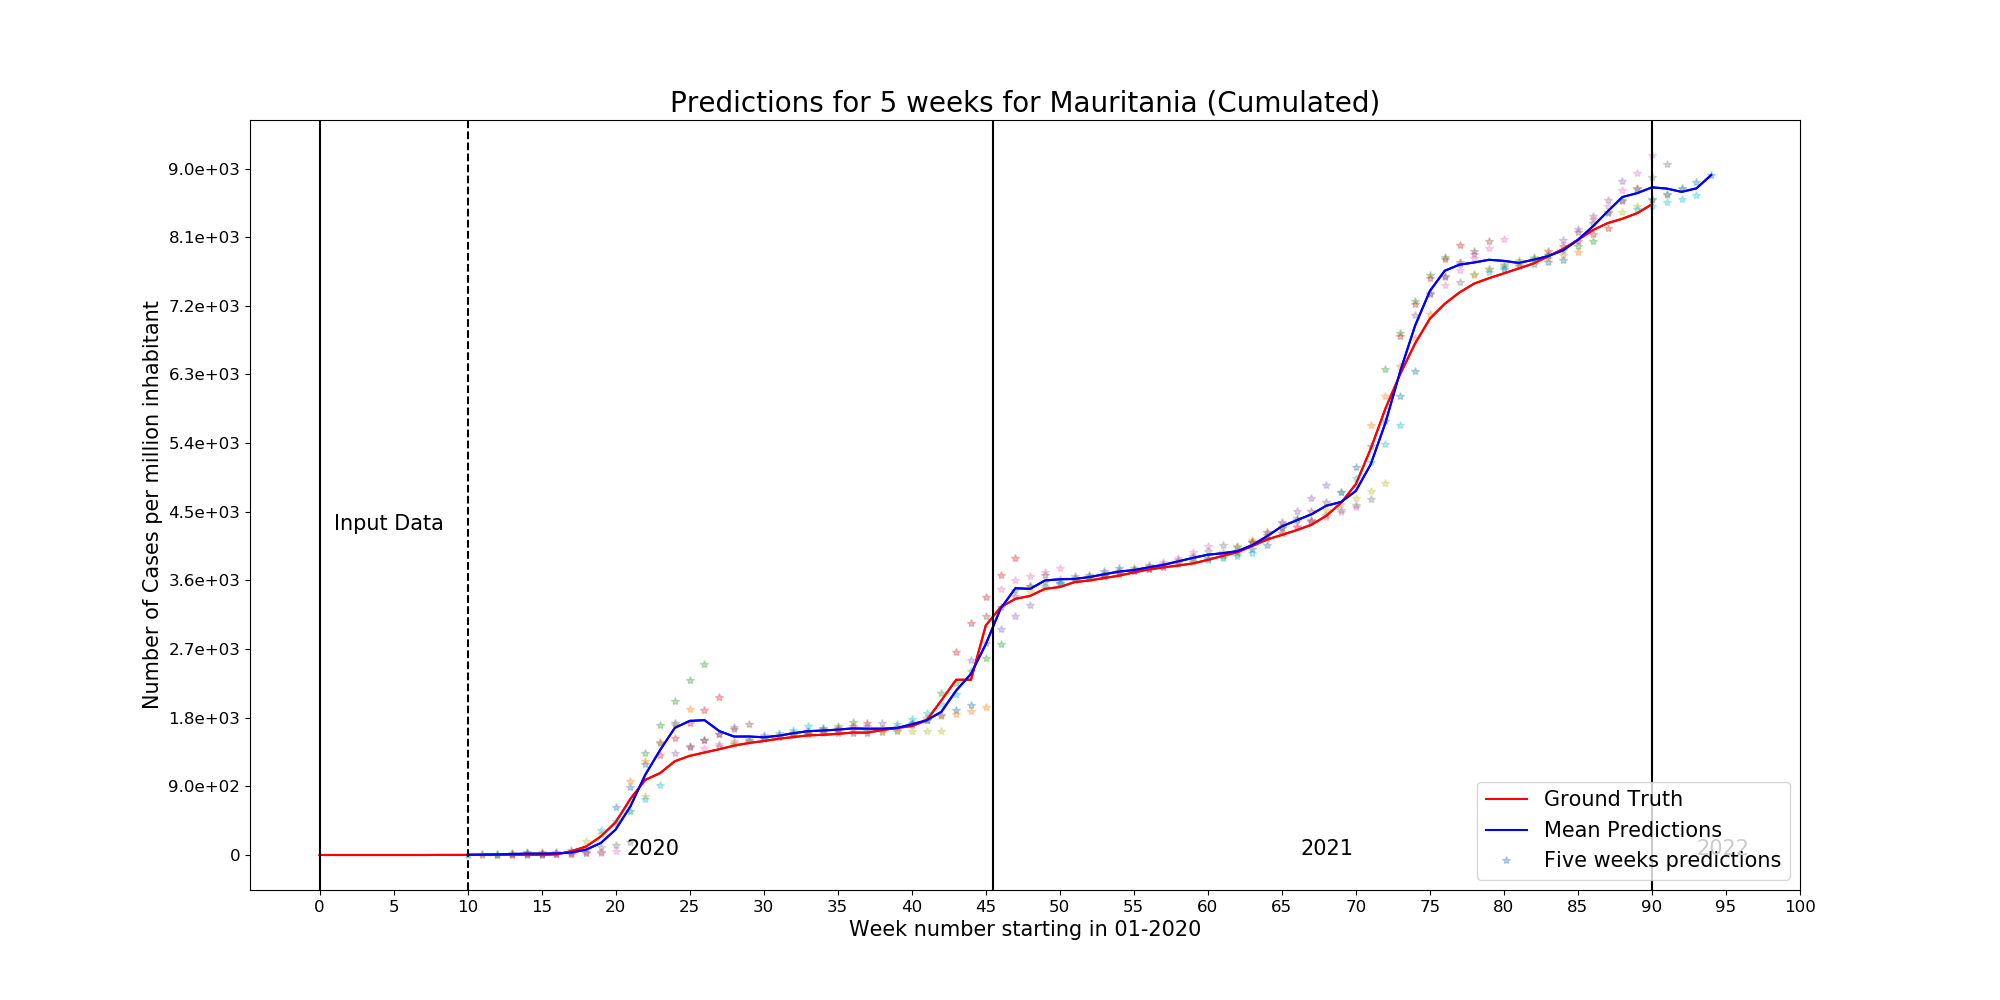 Predictions for 5 weeks for Mauritania (Cumulated)
Number of Cases per million inhabitant
9.0e+03
8.1e+03
7.2e+03
6.3e+03
5.4e+03
4.5e+03
3.6e+03
2.7e+03
1.8e+03
9.0e+02
0
Input Data
2020
2021
2022
Ground Truth
Mean Predictions
Five weeks predictions
0 5 10 15 20 25 30 35 40 45 50 55 60 65 70 75 80 85 90 95 100
Week number starting in 01-2020